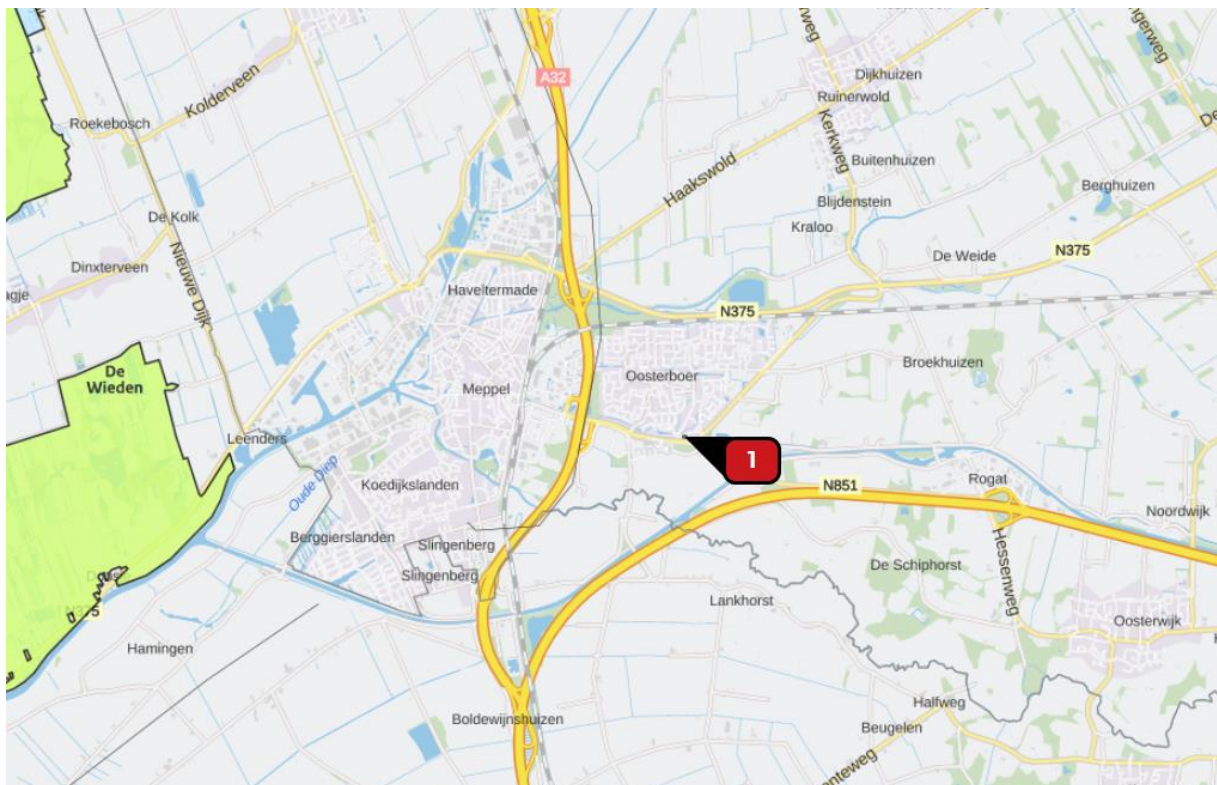 A32
Kolderveen
Roekebosch
Dijkhuizen
Ruinerwold
Kerkweg
Haakswold
Buitenhuizen
Berghuizen
Blijdenstein
De Kolk
Kraloo
De Weide
N375
Dinxterveen
Nieuwe Dijk
Haveltermade
N375
De
Wieden
Broekhuizen
Oosterboer
Meppel
Leenders
1
Oude Diep
Koedijkslanden
N851
Rogat
Noordwijk
Berggierslanden
Slingenberg
Slingenberg
De Schiphorst
Hessenweg
Lankhorst
Oosterwijk
Hamingen
Halfweg
Boldewijnshuizen
Beugelen